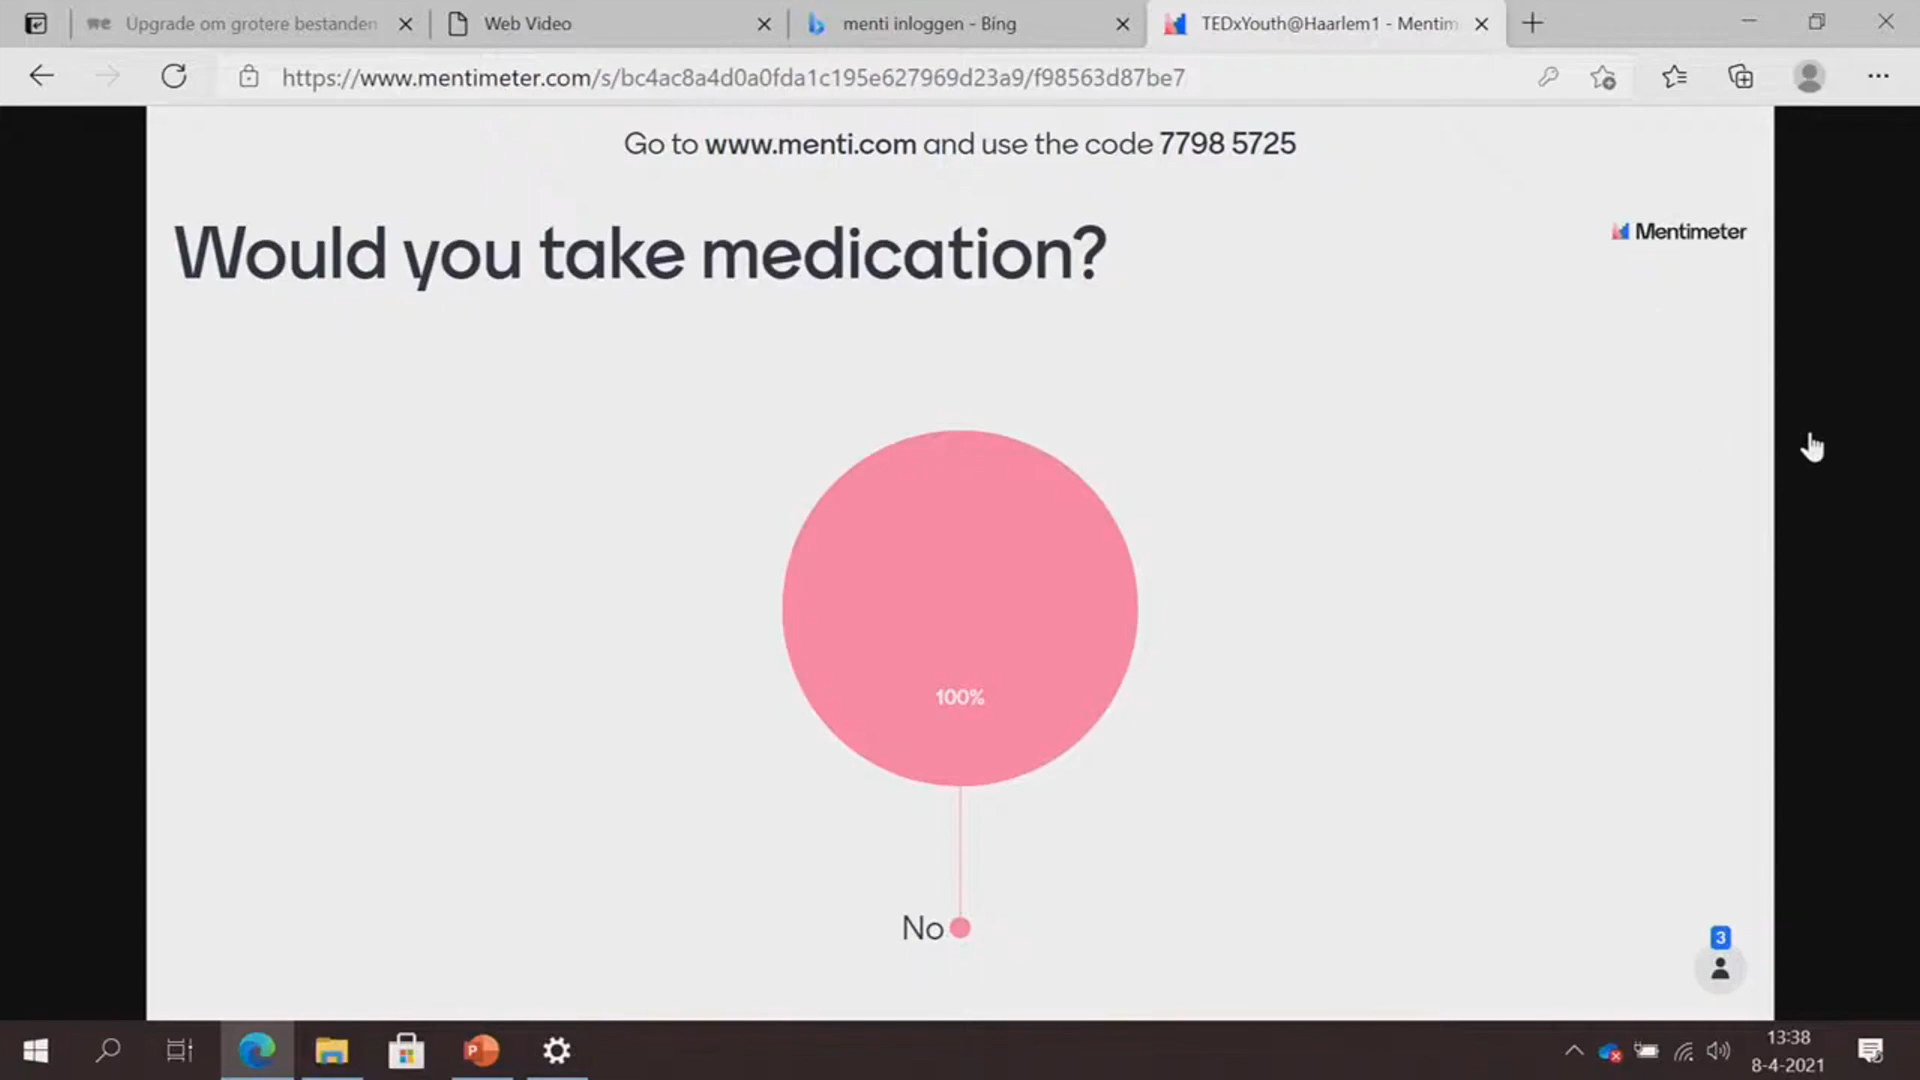 we Upgrade om grotere bestanden
Web Video
menti inloggen - Bing
TEDxYouth@Haarlem1 - Mentim
https://www.mentimeter.com/s/bc4ac8a4d0a0fda1c195e627969d23a9/f98563d87be7
Go to www.menti.com and use the code 7798 5725
Would you take medication?
Mentimeter
100%
No
3
13:38
8-4-2021